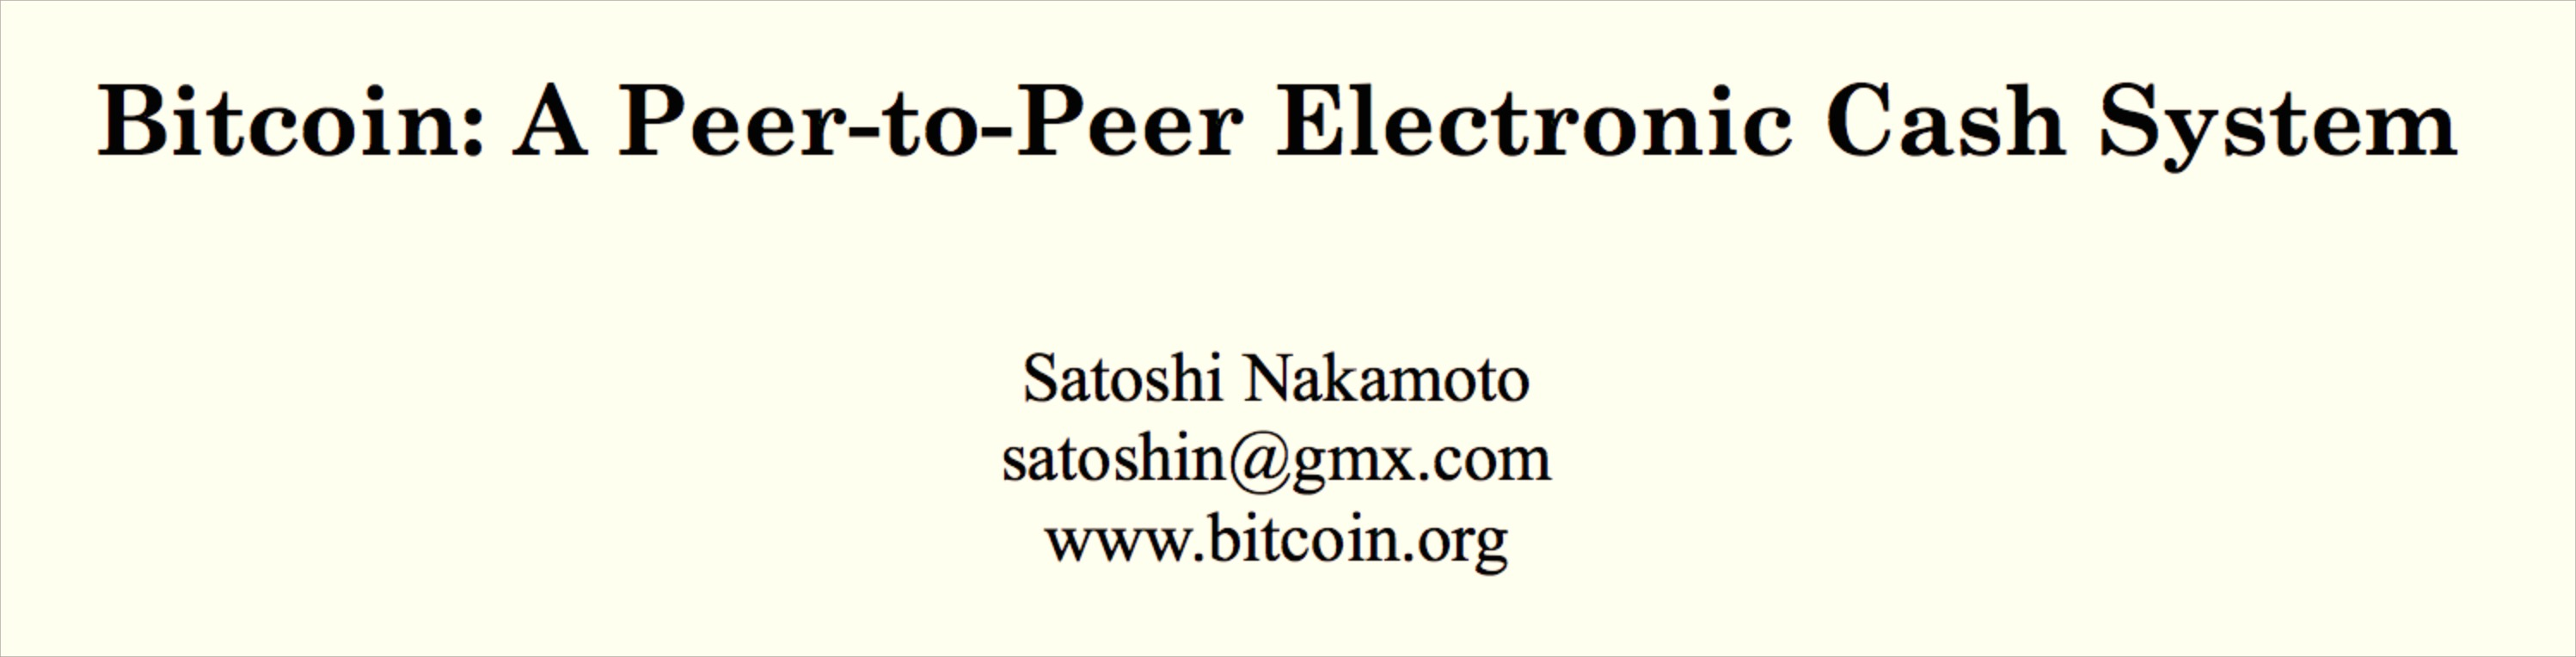 Bitcoin: A Peer-to-Peer Electronic Cash System
Satoshi Nakamoto
satoshin@gmx.com
www.bitcoin.org